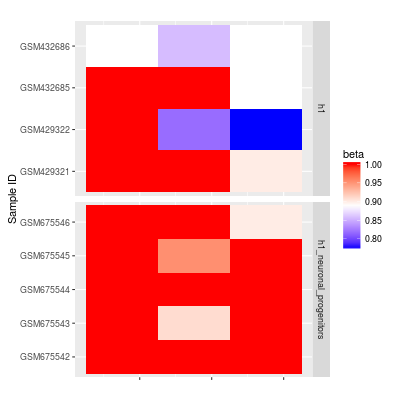 Sample ID
GSM432686
GSM432685
GSM429322
GSM429321
h1
GSM675546
GSM675545
GSM675544
GSM675543
GSM675542
h1_neuronal_progenitors
beta
1.00
0.95
0.90
0.85
0.80